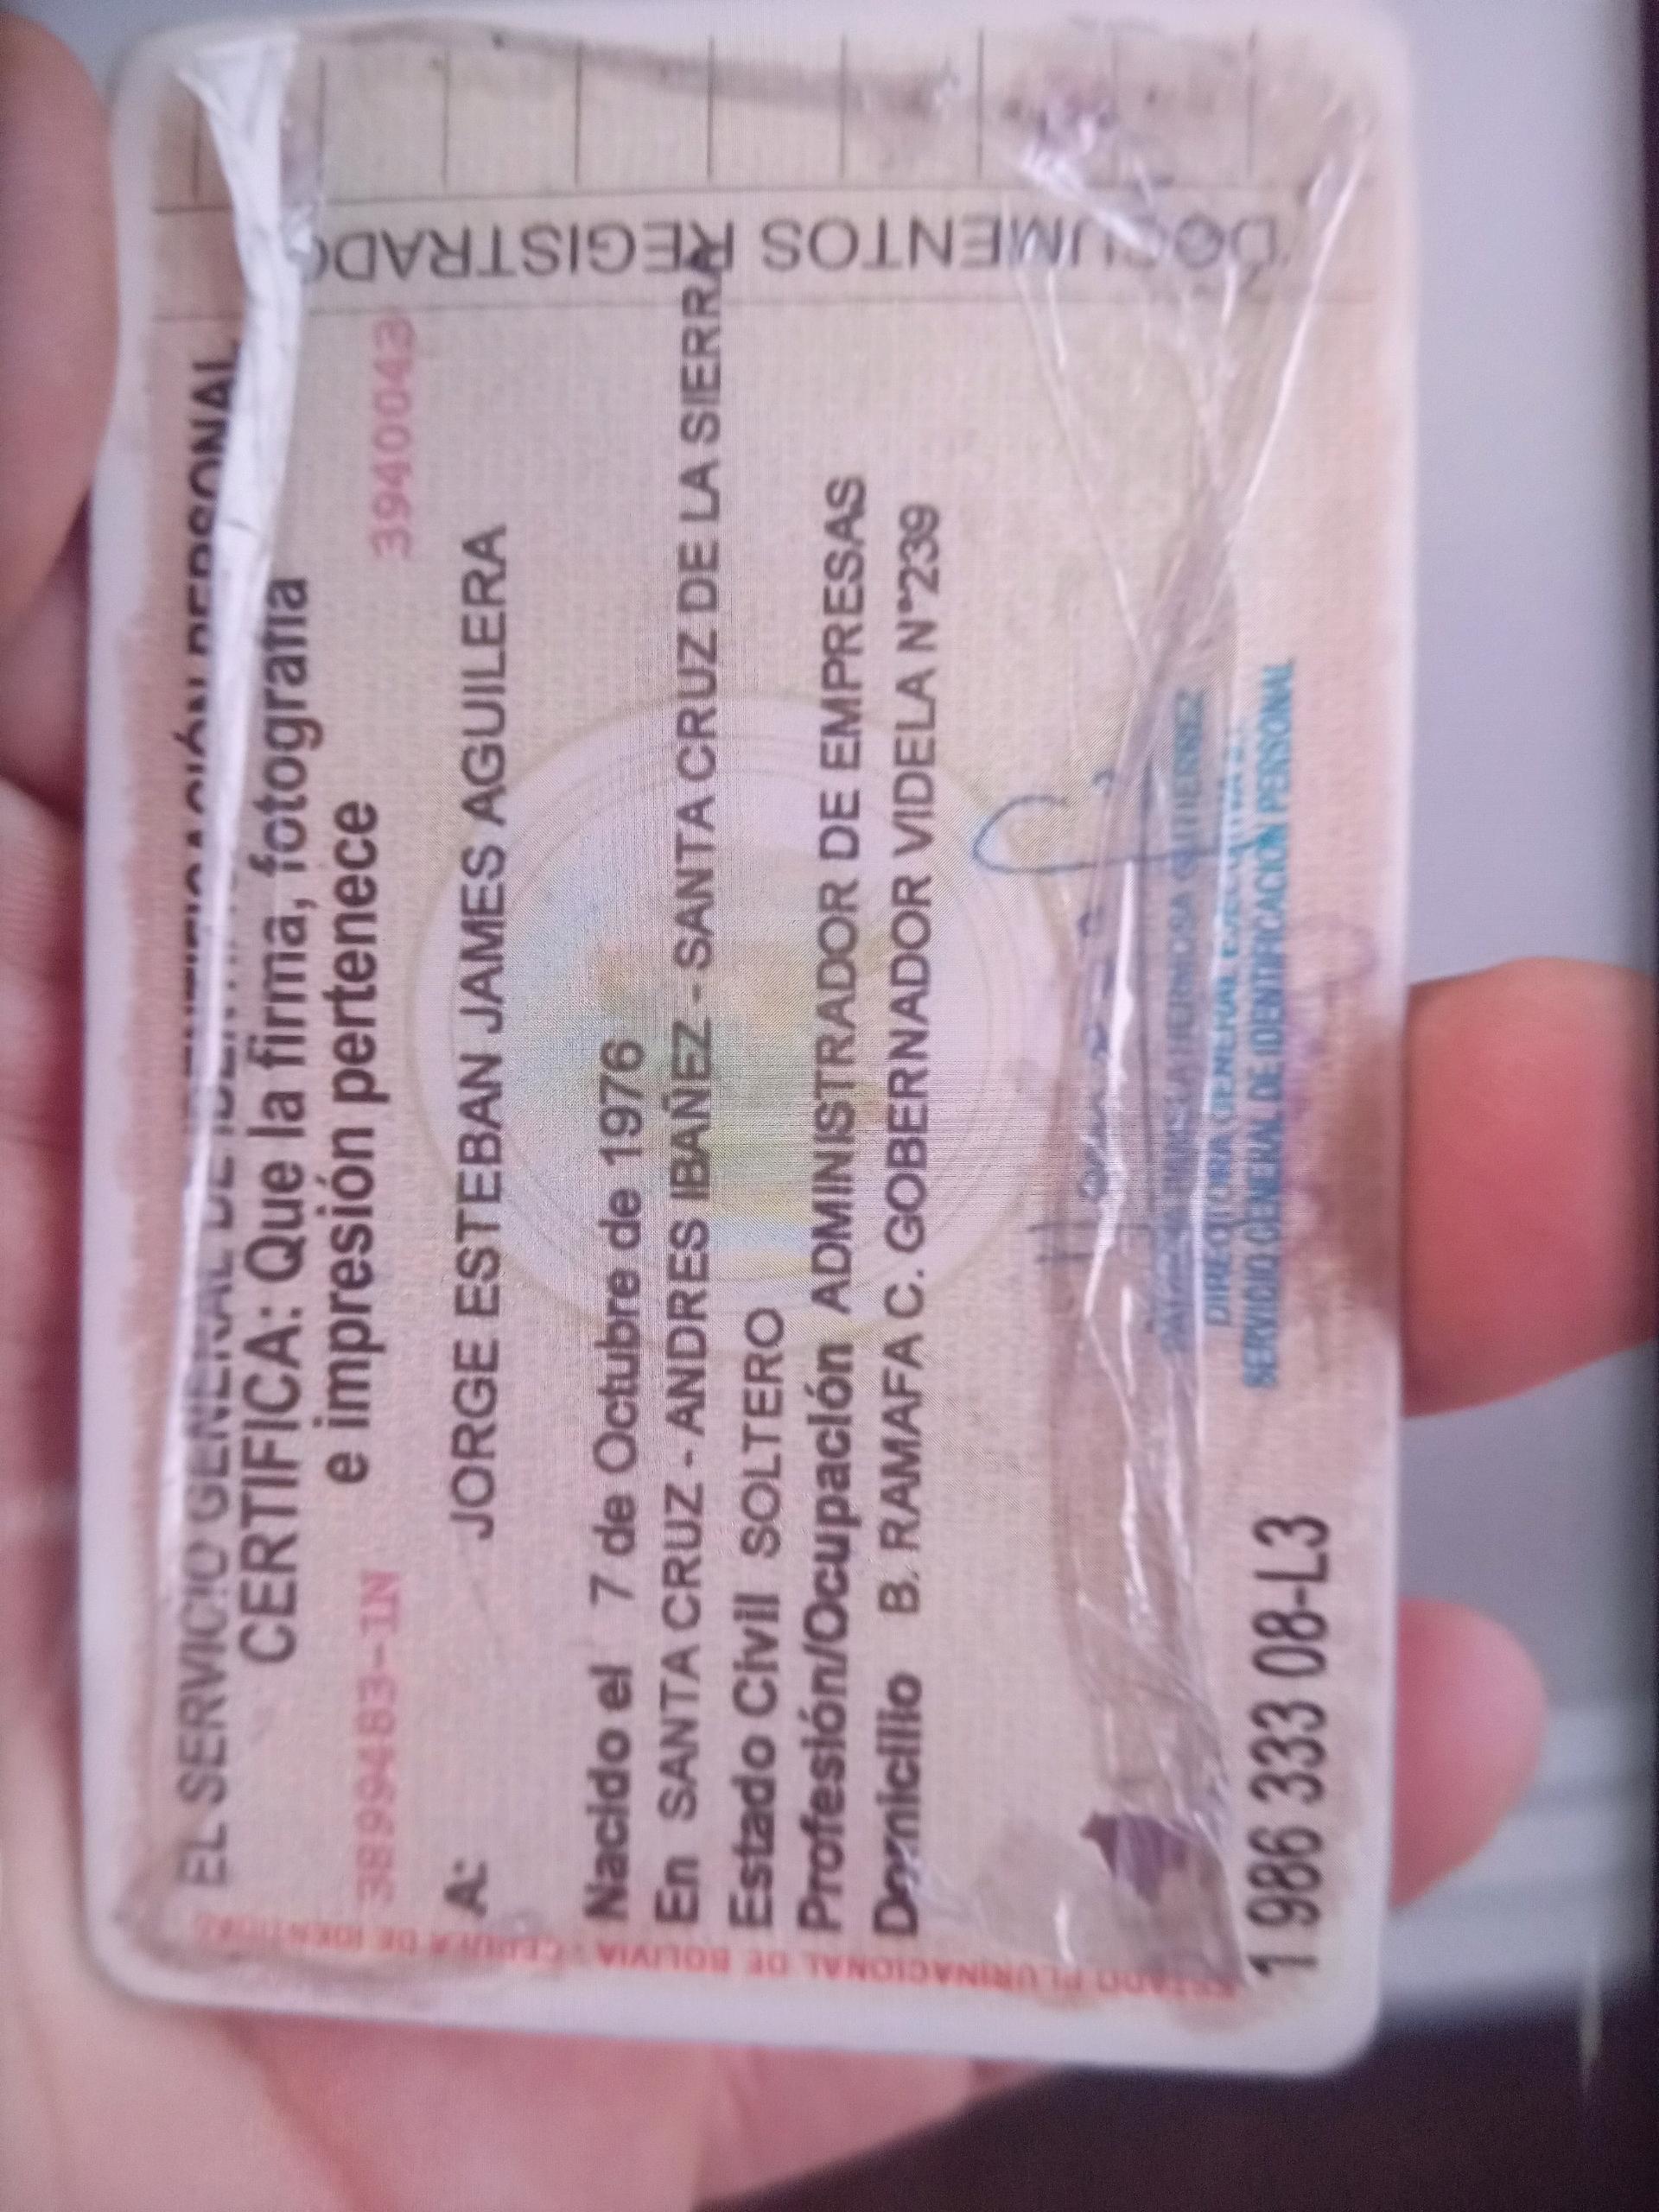 EL SERVICIO GENERAL DE IDENTIFICACIÓN PERSONAL
CERTIFICA: Que la firma, fotografía
e impresión pertenece
3899483-1N 3940043
A: JORGE ESTEBAN JAMES AGUILERA
Nacido el 7 de Octubre de 1976
En SANTA CRUZ - ANDRES IBAÑEZ - SANTA CRUZ DE LA SIERRA
Estado Civil SOLTERO
Profesión/Ocupación ADMINISTRADOR DE EMPRESAS
Domicilio B. RAMAFA C. GOBERNADOR VIDELA N°239
HERMOSA GUTIERREZ
DIRECTORA GENERAL
SERVICIO GENERAL DE IDENTIFICACIÓN PERSONAL
1 986 333 08-L3
ESTADO PLURINACIONAL DE BOLIVIA - CEDULA DE IDENTIDAD
DOCUMENTOS REGISTRADO